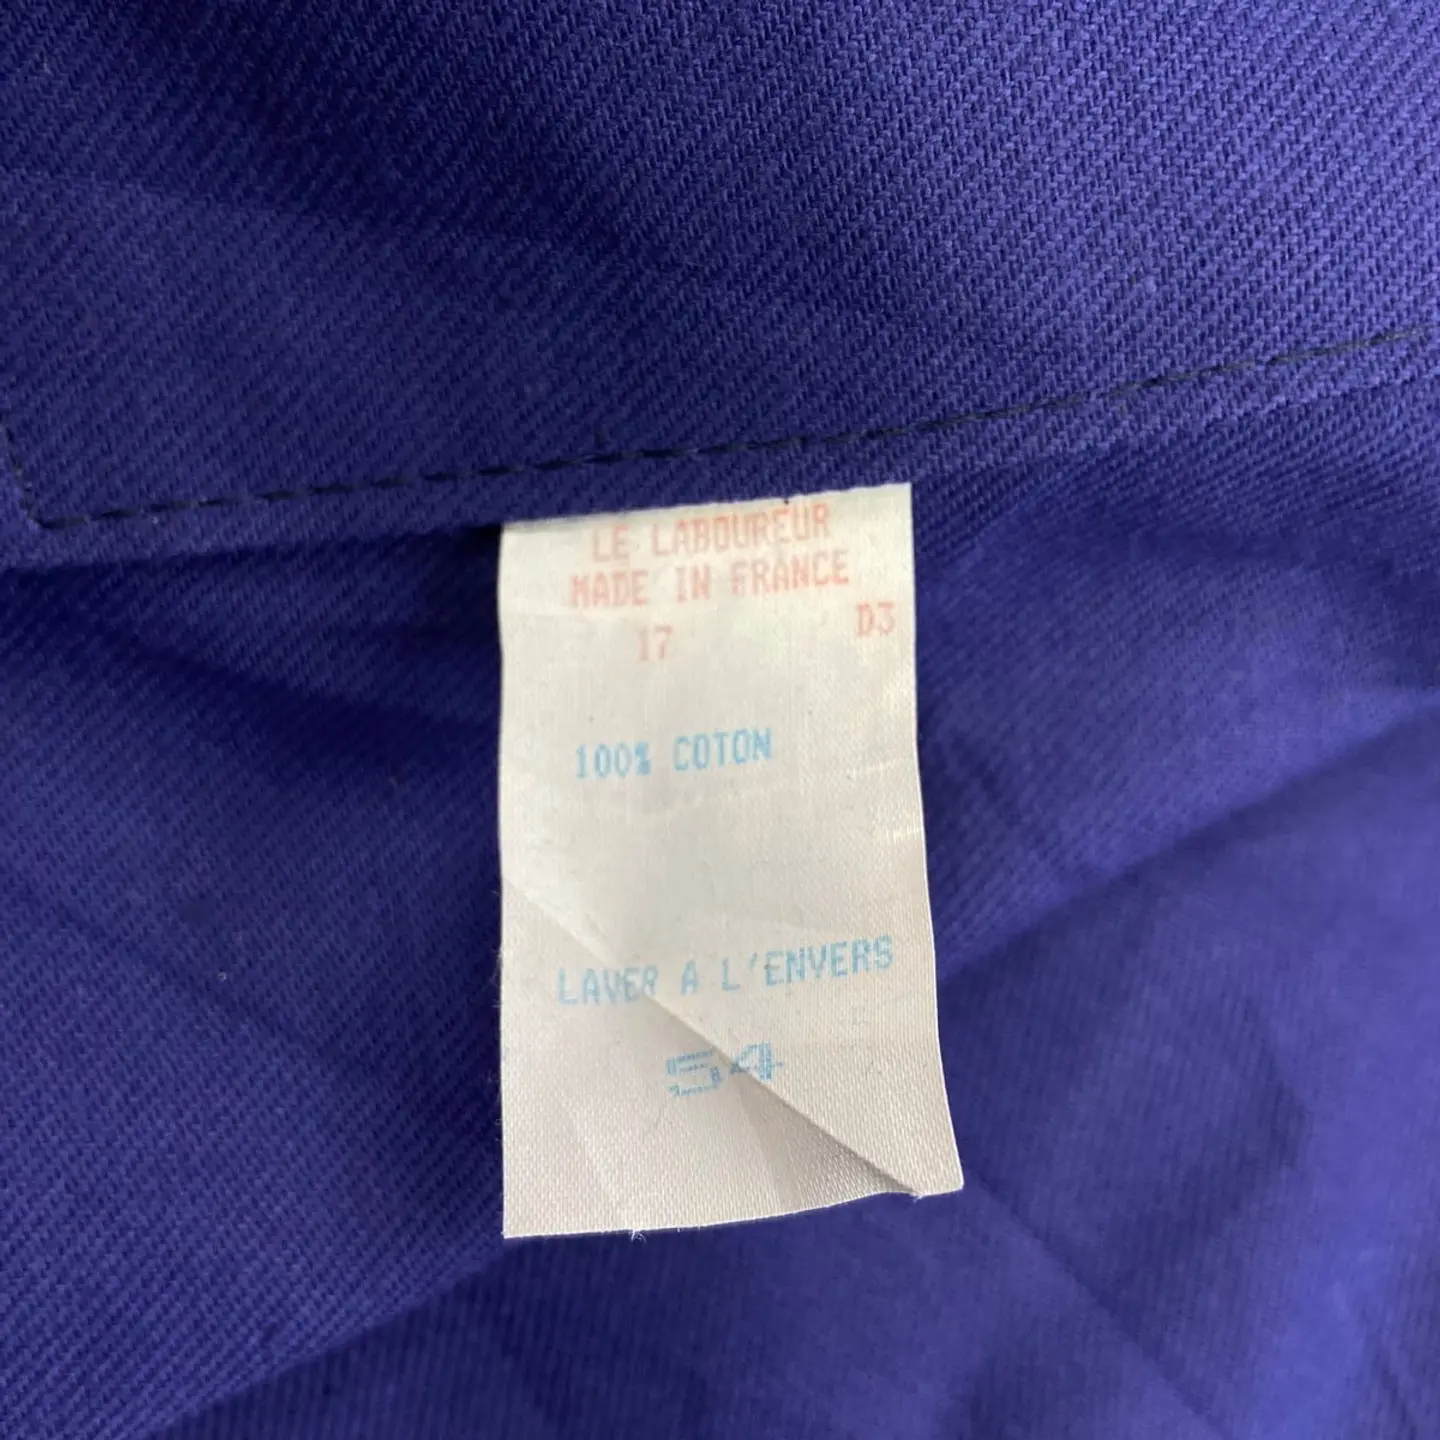 LE LABOUREUR
MADE IN FRANCE
17 D3
100% COTON
LAVER A L'ENVERS
54